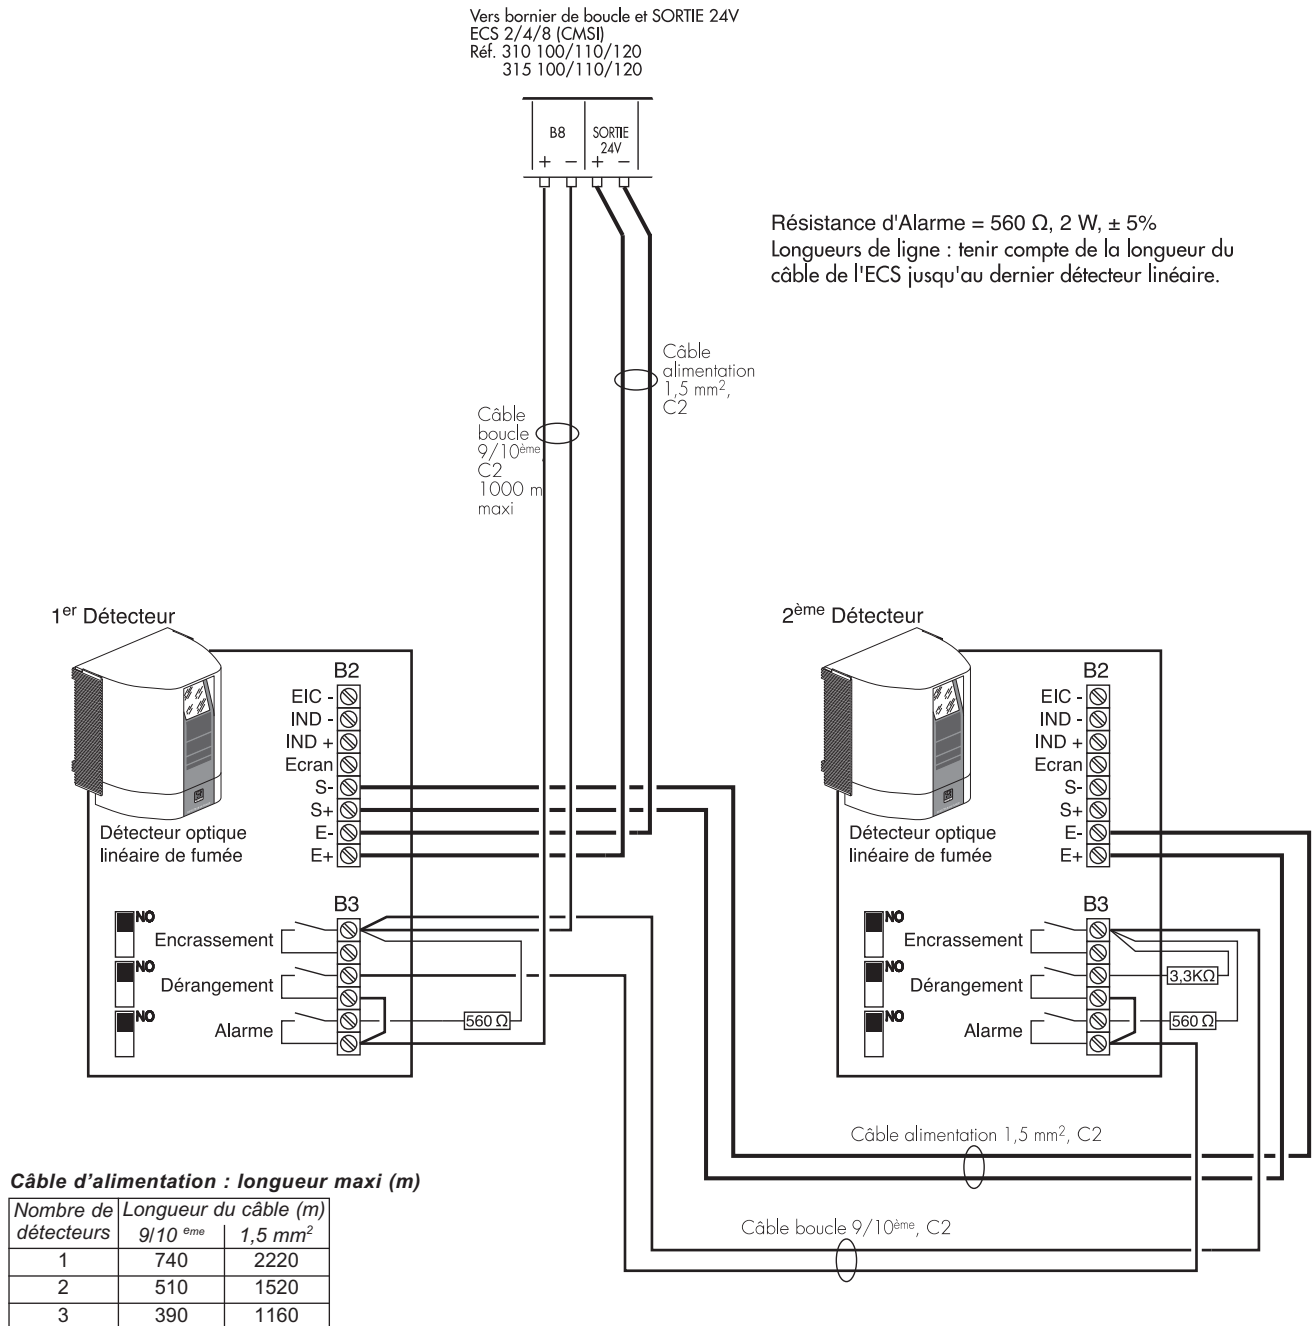 Vers bornier de boucle et SORTIE 24V
ECS 2/4/8 (CMSI)
Réf. 310 100/110/120
315 100/110/120
B8
SORTIE
24V
+ − + −
Résistance d'Alarme = 560 Ω, 2 W, ± 5%
Longueurs de ligne : tenir compte de la longueur du
câble de l'ECS jusqu'au dernier détecteur linéaire.
Câble
alimentation
1,5 mm²,
C2
Câble
boucle
9/10ème,
C2
1000 m
maxi
1er Détecteur
B2
EIC -
IND -
IND +
Ecran
S-
S+
E-
E+
Détecteur optique
linéaire de fumée
B3
NO
Encrassement
NO
Dérangement
NO
Alarme
560 Ω
2ème Détecteur
B2
EIC -
IND -
IND +
Ecran
S-
S+
E-
E+
Détecteur optique
linéaire de fumée
B3
NO
Encrassement
NO
Dérangement
3,3KΩ
NO
Alarme
560 Ω
Câble alimentation 1,5 mm², C2
Câble boucle 9/10ème, C2
Câble d'alimentation : longueur maxi (m)
Nombre de détecteurs Longueur du câble (m)
9/10 ème 1,5 mm²
1 740 2220
2 510 1520
3 390 1160